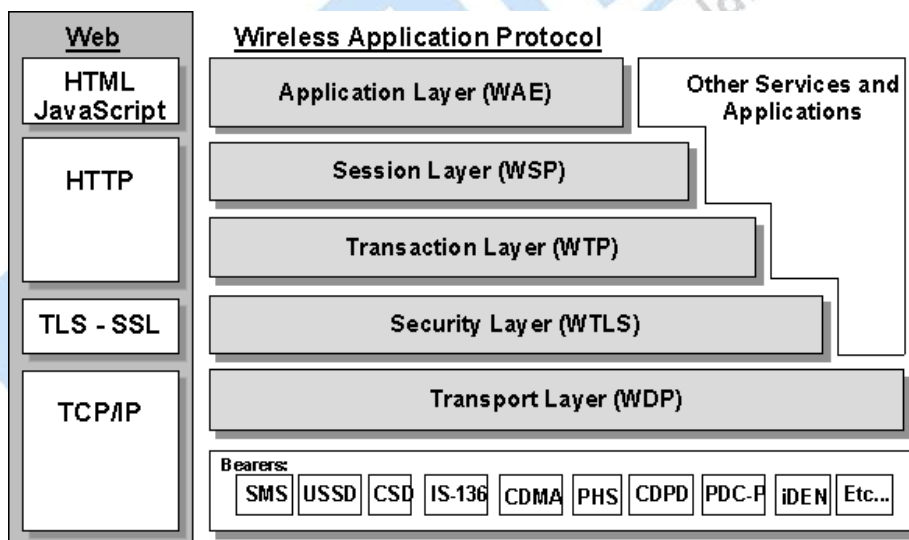 Web
Wireless Application Protocol
HTML
JavaScript
Application Layer (WAE)
Other Services and
Applications
HTTP
Session Layer (WSP)
Transaction Layer (WTP)
TLS - SSL
Security Layer (WTLS)
TCP/IP
Transport Layer (WDP)
Bearers:
SMS USSD CSD IS-136 CDMA PHS CDPD PDC-P iDEN Etc...